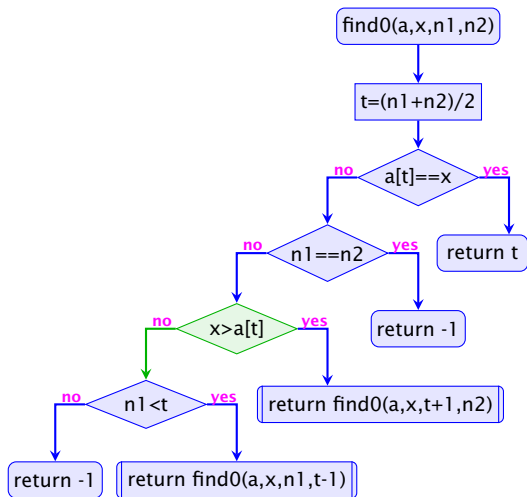 find0(a,x,n1,n2)
t=(n1+n2)/2
a[t]==x
no
yes
n1==n2
return t
no
yes
x>a[t]
return -1
no
yes
n1<t
return find0(a,x,t+1,n2)
no
yes
return -1
return find0(a,x,n1,t-1)